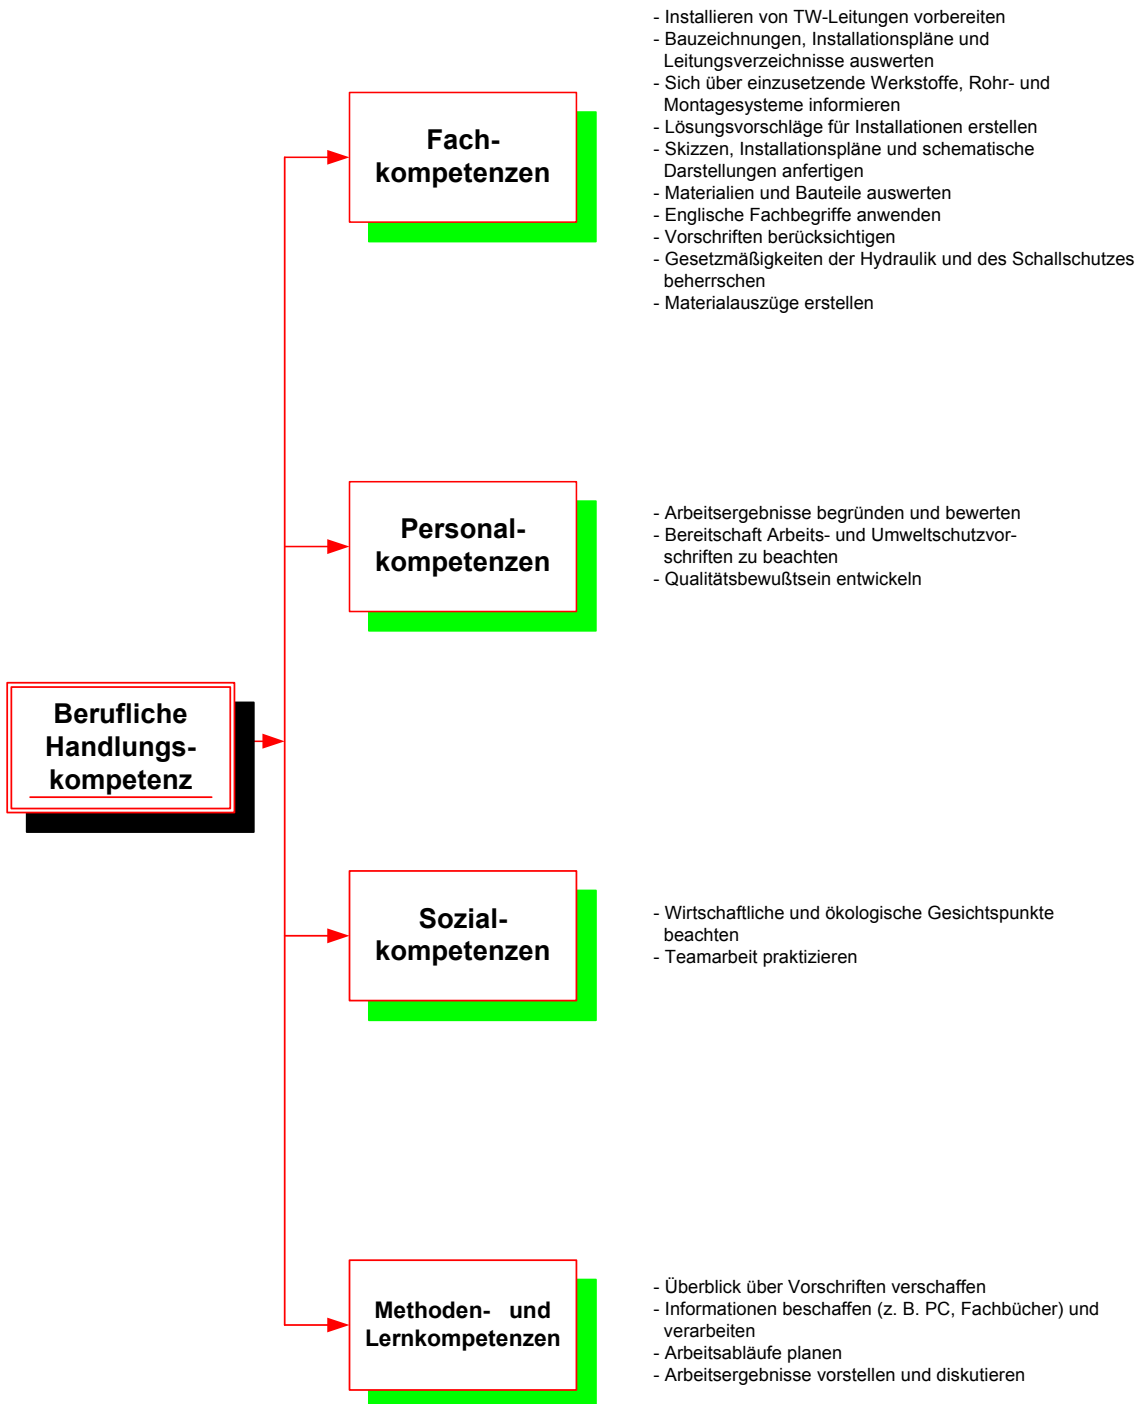 - Installieren von TW-Leitungen vorbereiten
- Bauzeichnungen, Installationspläne und
Leitungsverzeichnisse auswerten
- Sich über einzusetzende Werkstoffe, Rohr- und
Montagesysteme informieren
- Lösungsvorschläge für Installationen erstellen
- Skizzen, Installationspläne und schematische
Darstellungen anfertigen
- Materialien und Bauteile auswerten
- Englische Fachbegriffe anwenden
- Vorschriften berücksichtigen
- Gesetzmäßigkeiten der Hydraulik und des Schallschutzes
beherrschen
- Materialauszüge erstellen
Fach-
kompetenzen
Personal-
kompetenzen
- Arbeitsergebnisse begründen und bewerten
- Bereitschaft Arbeits- und Umweltschutzvor-
schriften zu beachten
- Qualitätsbewußtsein entwickeln
Berufliche
Handlungs-
kompetenz
Sozial-
kompetenzen
- Wirtschaftliche und ökologische Gesichtspunkte
beachten
- Teamarbeit praktizieren
Methoden- und
Lernkompetenzen
- Überblick über Vorschriften verschaffen
- Informationen beschaffen (z. B. PC, Fachbücher) und
verarbeiten
- Arbeitsabläufe planen
- Arbeitsergebnisse vorstellen und diskutieren